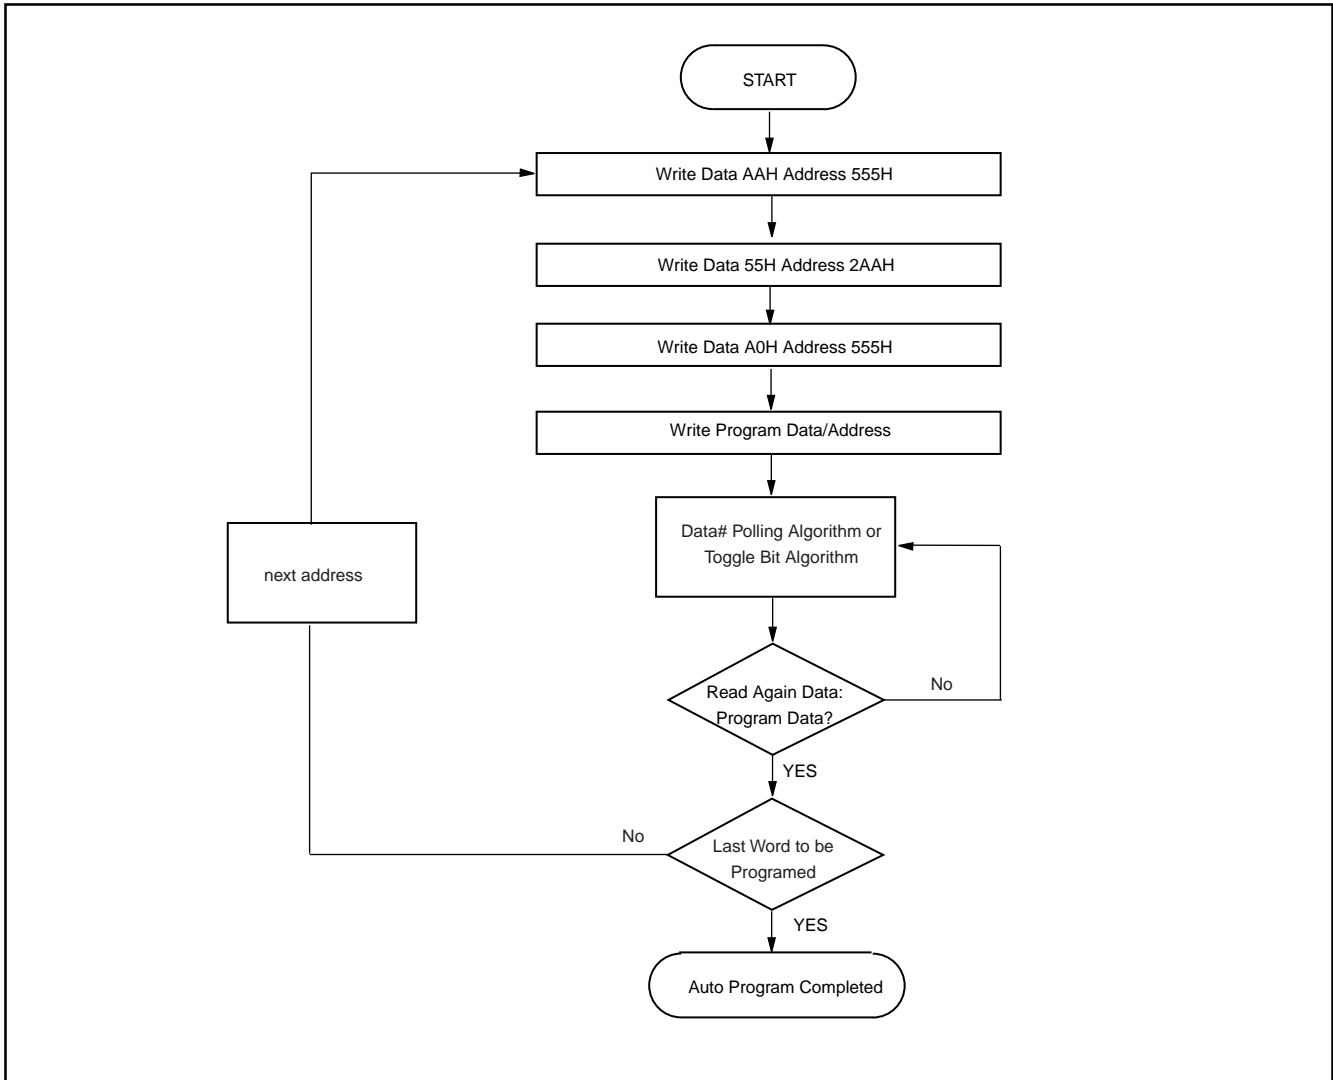 START
Write Data AAH Address 555H
Write Data 55H Address 2AAH
Write Data A0H Address 555H
Write Program Data/Address
Data# Polling Algorithm or
Toggle Bit Algorithm
next address
Read Again Data:
Program Data?
No
YES
No
Last Word to be
Programed
YES
Auto Program Completed